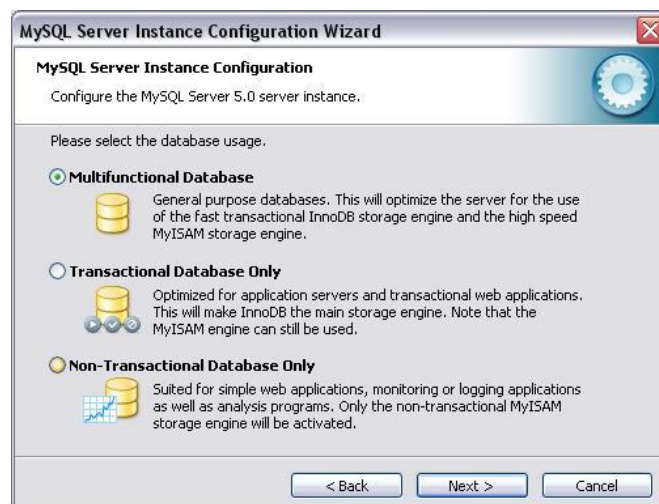 MySQL Server Instance Configuration Wizard
MySQL Server Instance Configuration
Configure the MySQL Server 5.0 server instance.
Please select the database usage.
Multifunctional Database
General purpose databases. This will optimize the server for the use
of the fast transactional InnoDB storage engine and the high speed
MyISAM storage engine.
Transactional Database Only
Optimized for application servers and transactional web applications.
This will make InnoDB the main storage engine. Note that the
MyISAM engine can still be used.
Non-Transactional Database Only
Suited for simple web applications, monitoring or logging applications
as well as analysis programs. Only the non-transactional MyISAM
storage engine will be activated.
< Back
Next >
Cancel